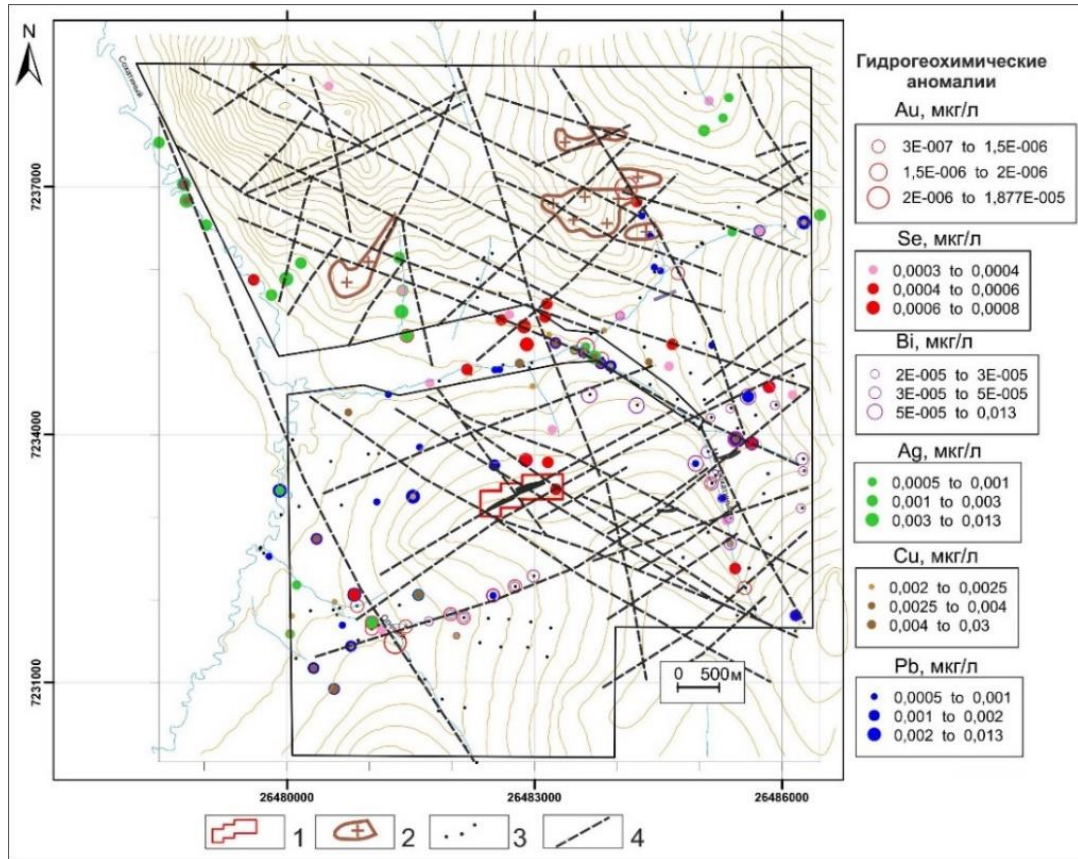 N
Сохатиный
7237000
7234000
7231000
26480000
26483000
26486000
0 500м
Гидрогеохимические
аномалии
Au, мкг/л
3E-007 to 1,5E-006
1,5E-006 to 2E-006
2E-006 to 1,877E-005
Se, мкг/л
0,0003 to 0,0004
0,0004 to 0,0006
0,0006 to 0,0008
Bi, мкг/л
2E-005 to 3E-005
3E-005 to 5E-005
5E-005 to 0,013
Ag, мкг/л
0,0005 to 0,001
0,001 to 0,003
0,003 to 0,013
Cu, мкг/л
0,002 to 0,0025
0,0025 to 0,004
0,004 to 0,03
Pb, мкг/л
0,0005 to 0,001
0,001 to 0,002
0,002 to 0,013
1
2
3
4